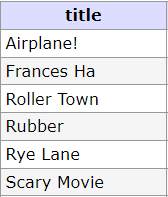 title
Airplane!
Frances Ha
Roller Town
Rubber
Rye Lane
Scary Movie